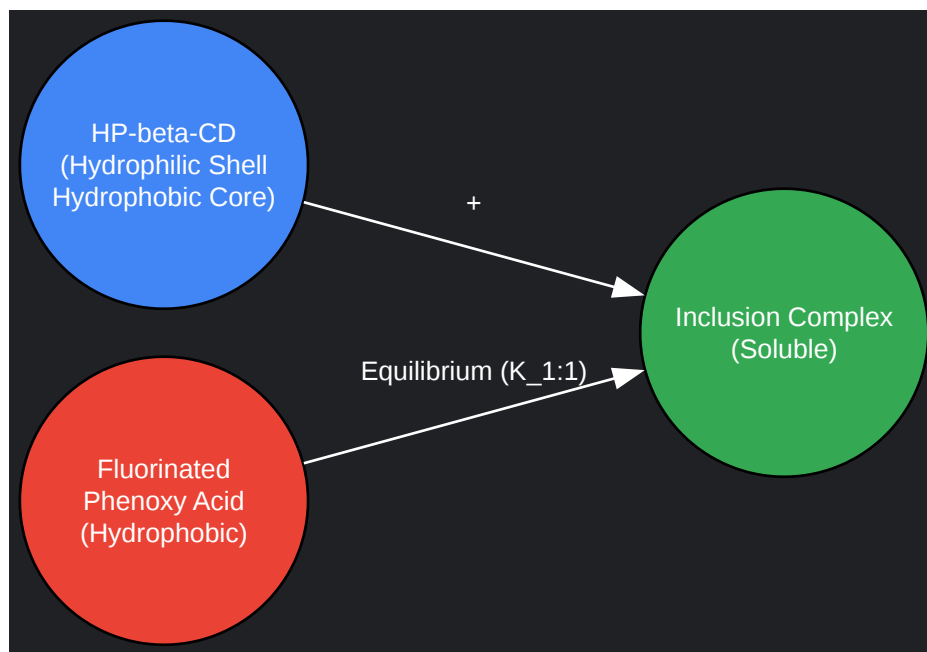 HP-beta-CD
(Hydrophilic Shell
Hydrophobic Core)
+
Inclusion Complex
(Soluble)
Equilibrium (K_1:1)
Fluorinated
Phenoxy Acid
(Hydrophobic)